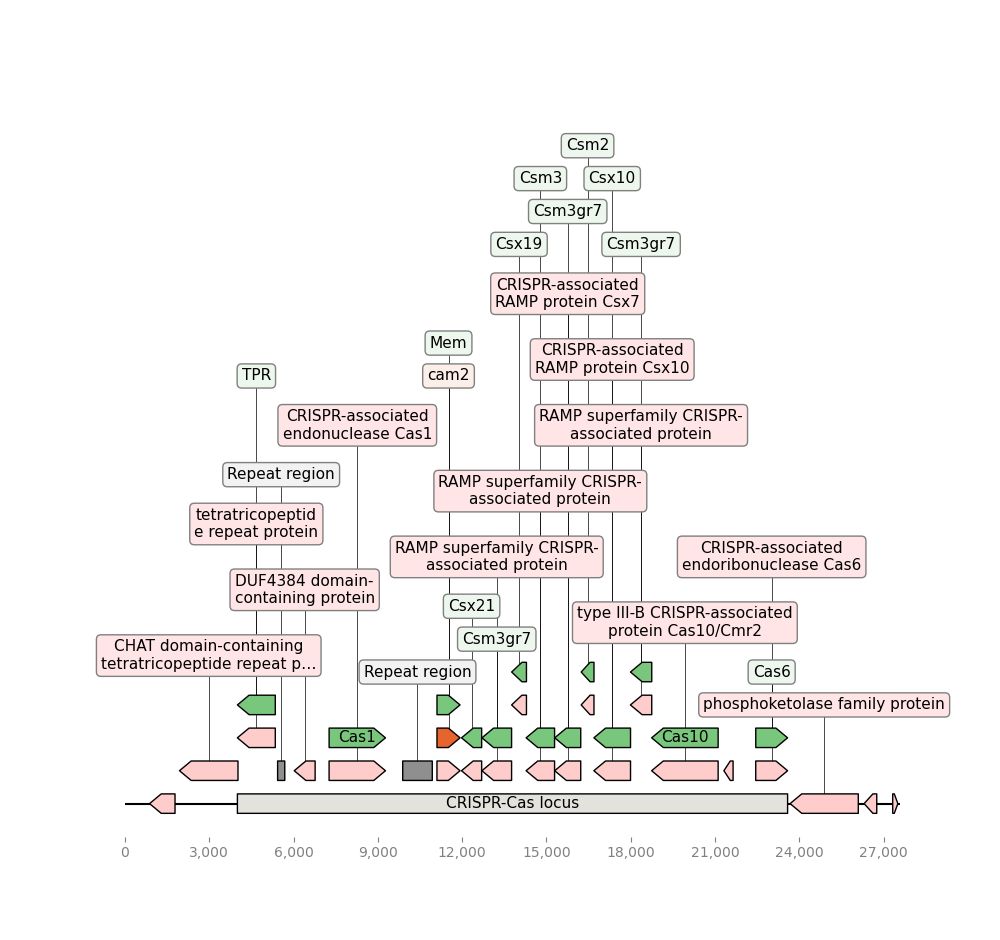 Csm2
Csm3
Csx10
Csm3gr7
Csx19
Csm3gr7
CRISPR-associated
RAMP protein Csx7
Mem
CRISPR-associated
RAMP protein Csx10
TPR
cam2
CRISPR-associated
endonuclease Cas1
RAMP superfamily CRISPR-
associated protein
Repeat region
RAMP superfamily CRISPR-
associated protein
tetratricopeptid
e repeat protein
RAMP superfamily CRISPR-
associated protein
CRISPR-associated
endoribonuclease Cas6
DUF4384 domain-
containing protein
Csx21
type III-B CRISPR-associated
protein Cas10/Cmr2
Csm3gr7
CHAT domain-containing
tetratricopeptide repeat p...
Repeat region
Cas6
phosphoketolase family protein
Cas1
Cas10
CRISPR-Cas locus
0 3,000 6,000 9,000 12,000 15,000 18,000 21,000 24,000 27,000